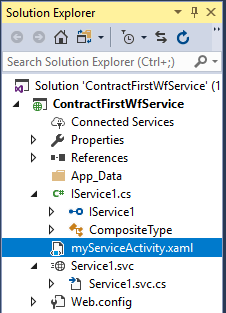 Solution Explorer
Search Solution Explorer (Ctrl+;)
Solution 'ContractFirstWfService' (1
ContractFirstWfService
Connected Services
Properties
References
App_Data
C# IService1.cs
IService1
CompositeType
myServiceActivity.xaml
Service1.svc
Service1.svc.cs
Web.config